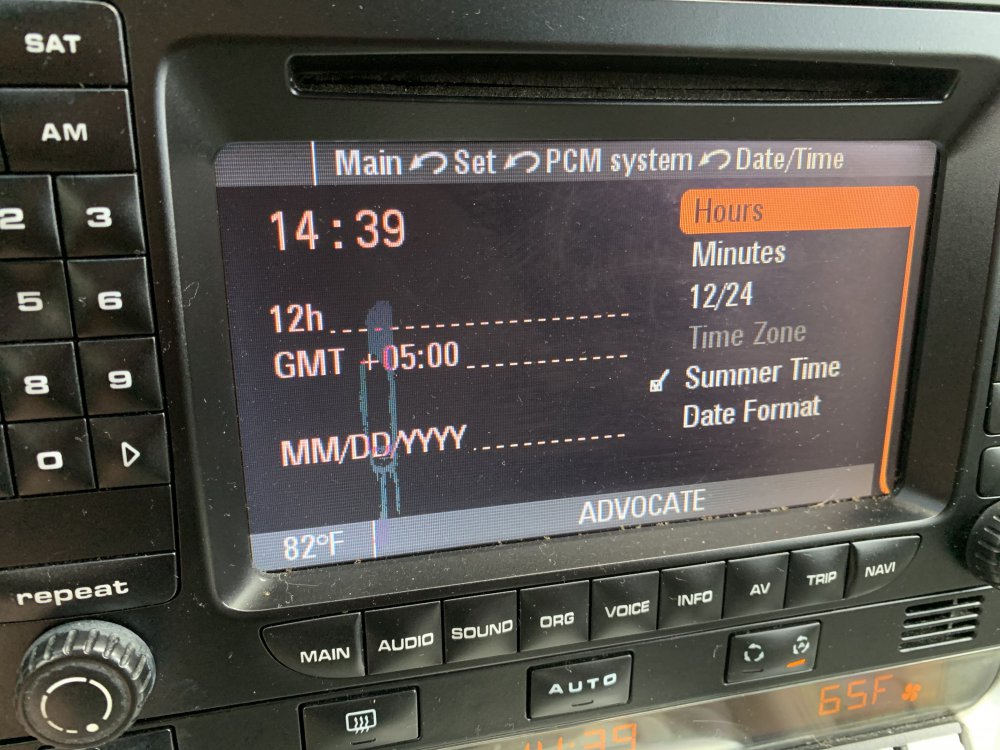 SAT
AM
2 3
5 6
8 9
0
repeat
Main Set PCM system Date/Time
14:39
12h
GMT +05:00
MM/DD/YYYY
Hours
Minutes
12/24
Time Zone
Summer Time
Date Format
82°F
ADVOCATE
MAIN AUDIO SOUND ORG VOICE INFO AV TRIP NAVI
AUTO
65F
14:39